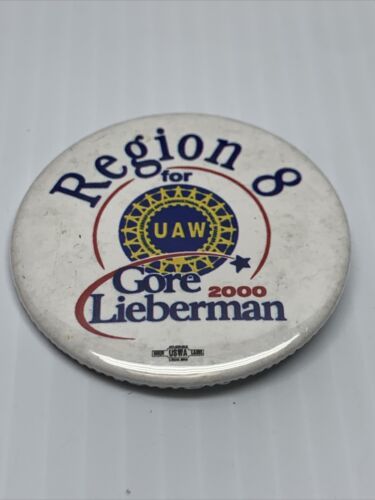 Region 8
for
UAW
Gore
2000
Lieberman
USWA